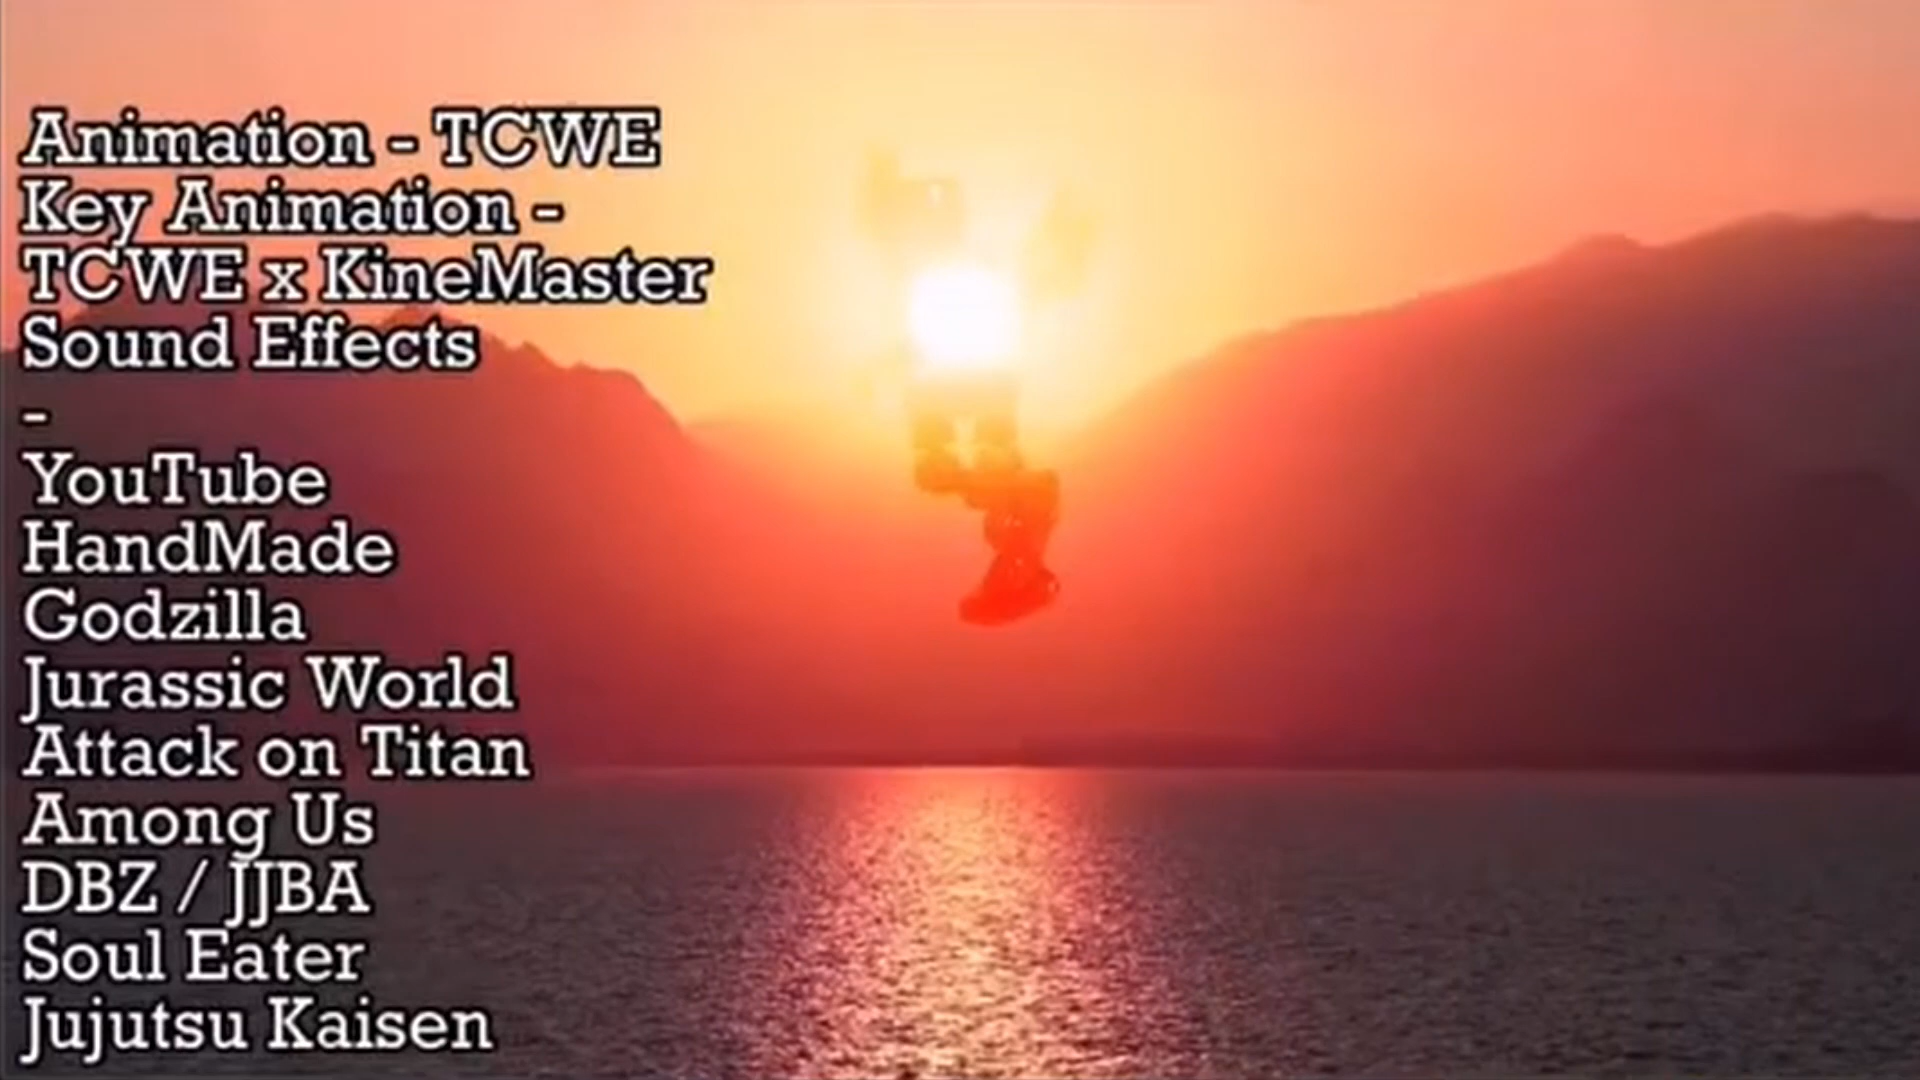 Animation - TCWE
Key Animation -
TCWE x KineMaster
Sound Effects
-
YouTube
HandMade
Godzilla
Jurassic World
Attack on Titan
Among Us
DBZ / JJBA
Soul Eater
Jujutsu Kaisen